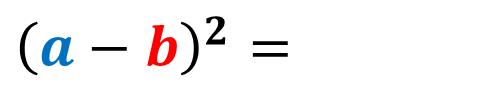 (a − b)² =